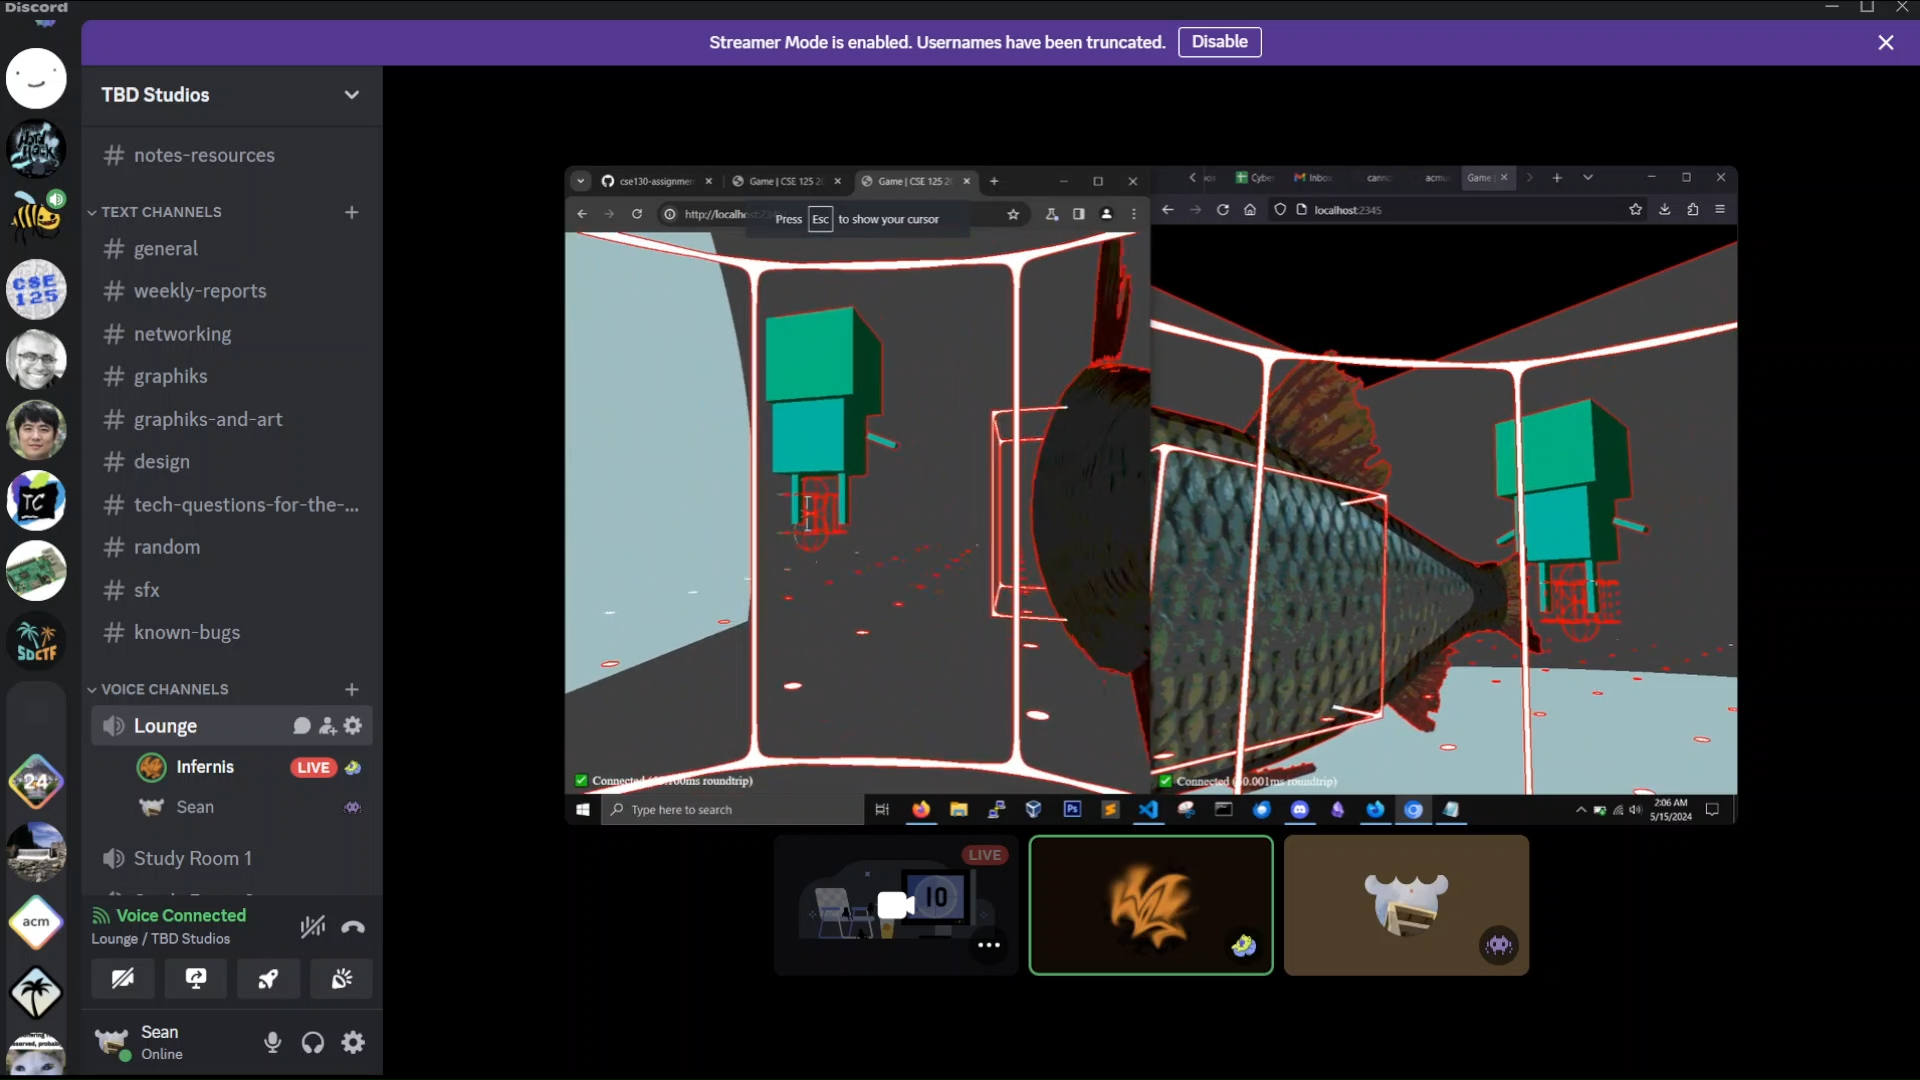 Discord
Streamer Mode is enabled. Usernames have been truncated.
Disable
TBD Studios
# notes-resources
TEXT CHANNELS
# general
# weekly-reports
# networking
# graphiks
# graphiks-and-art
# design
# tech-questions-for-the-...
# random
# sfx
# known-bugs
VOICE CHANNELS
Lounge
Infernis
LIVE
Sean
Study Room 1
Voice Connected
Lounge / TBD Studios
Sean
Online
CSE
125
TC
SDCTF
24
acm
cse130-assignmen
Game | CSE 125 2
Game | CSE 125 2
http://localho
Press Esc to show your cursor
Cybe
Inbox
canno
acmu
Game
localhost:2345
Connected
ms roundtrip)
Connected
0.001ms roundtrip)
Type here to search
Ps
2:06 AM
5/15/2024
LIVE
10